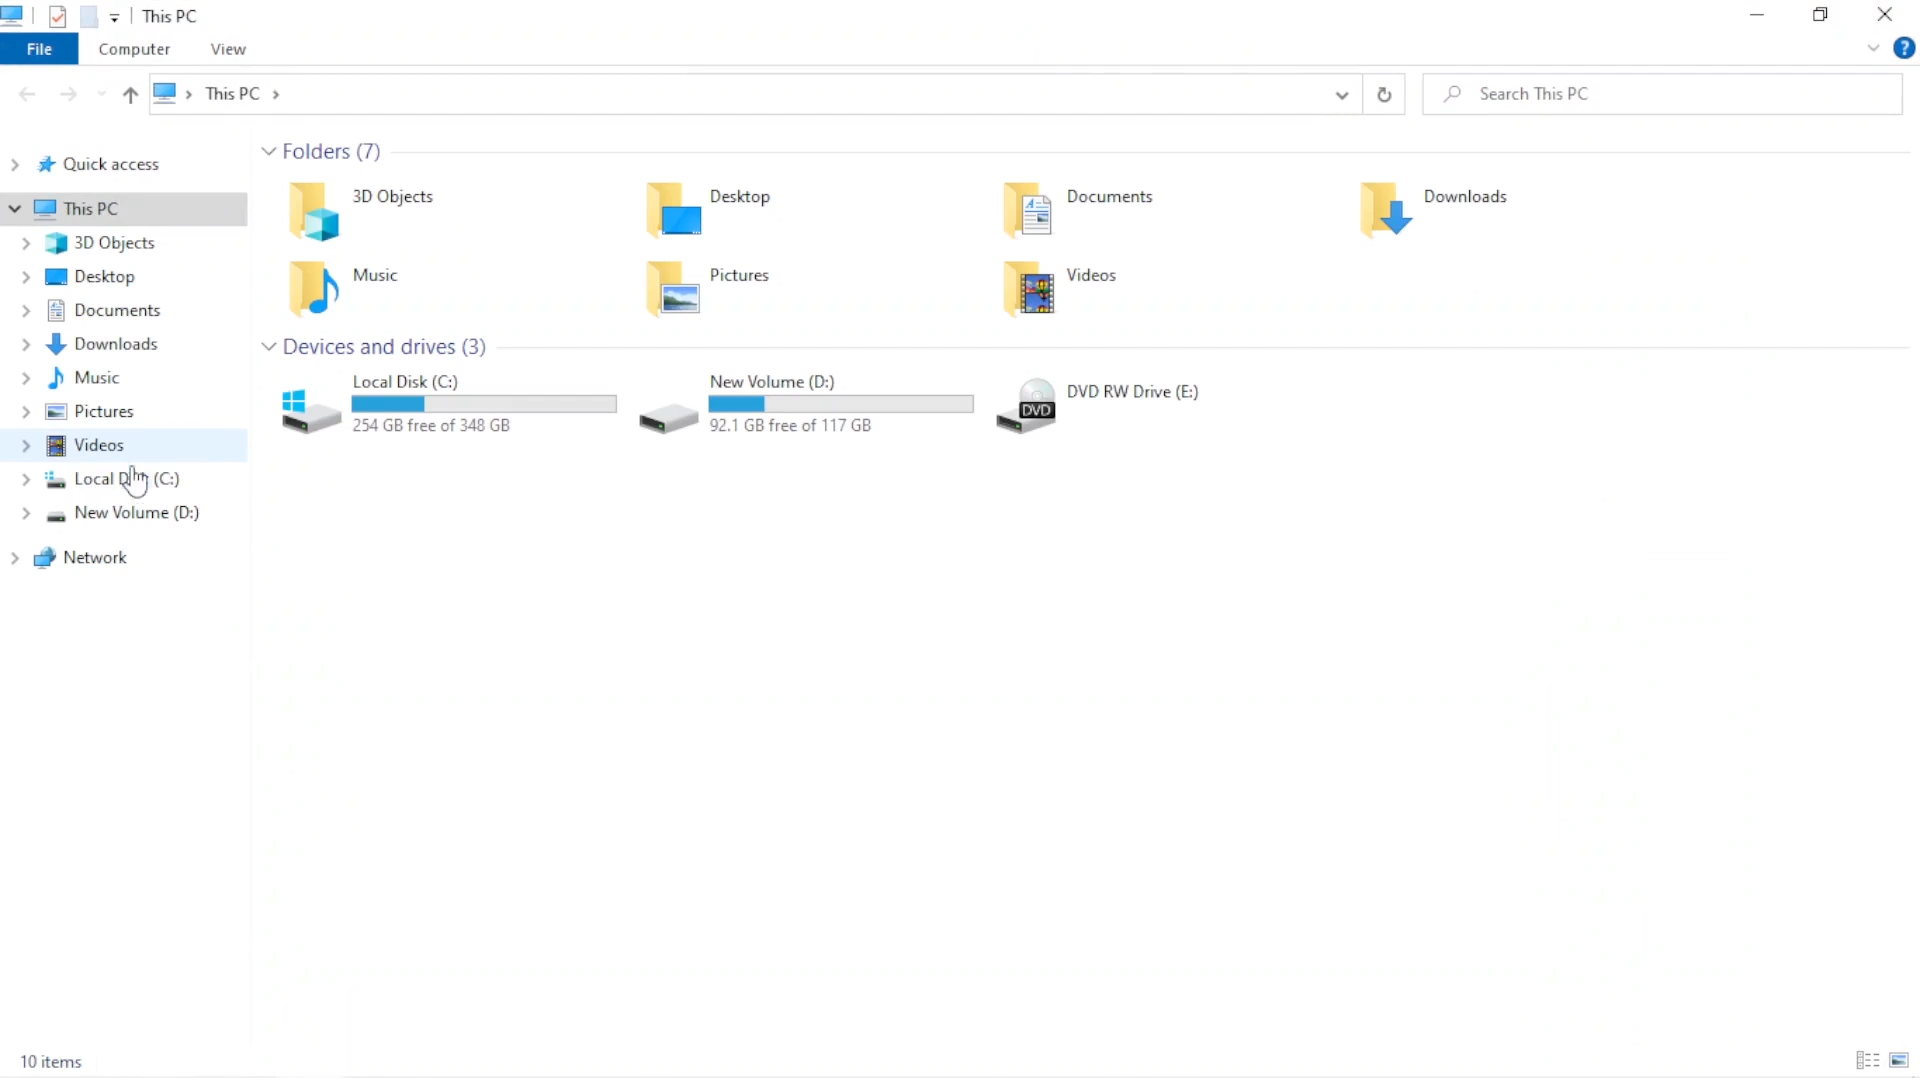 This PC
File Computer View
This PC
Search This PC
Quick access
This PC
3D Objects
Desktop
Documents
Downloads
Music
Pictures
Videos
Local (C:)
New Volume (D:)
Network
Folders (7)
3D Objects
Desktop
Documents
Downloads
Music
Pictures
Videos
Devices and drives (3)
Local Disk (C:)
254 GB free of 348 GB
New Volume (D:)
92.1 GB free of 117 GB
DVD
DVD RW Drive (E:)
10 items